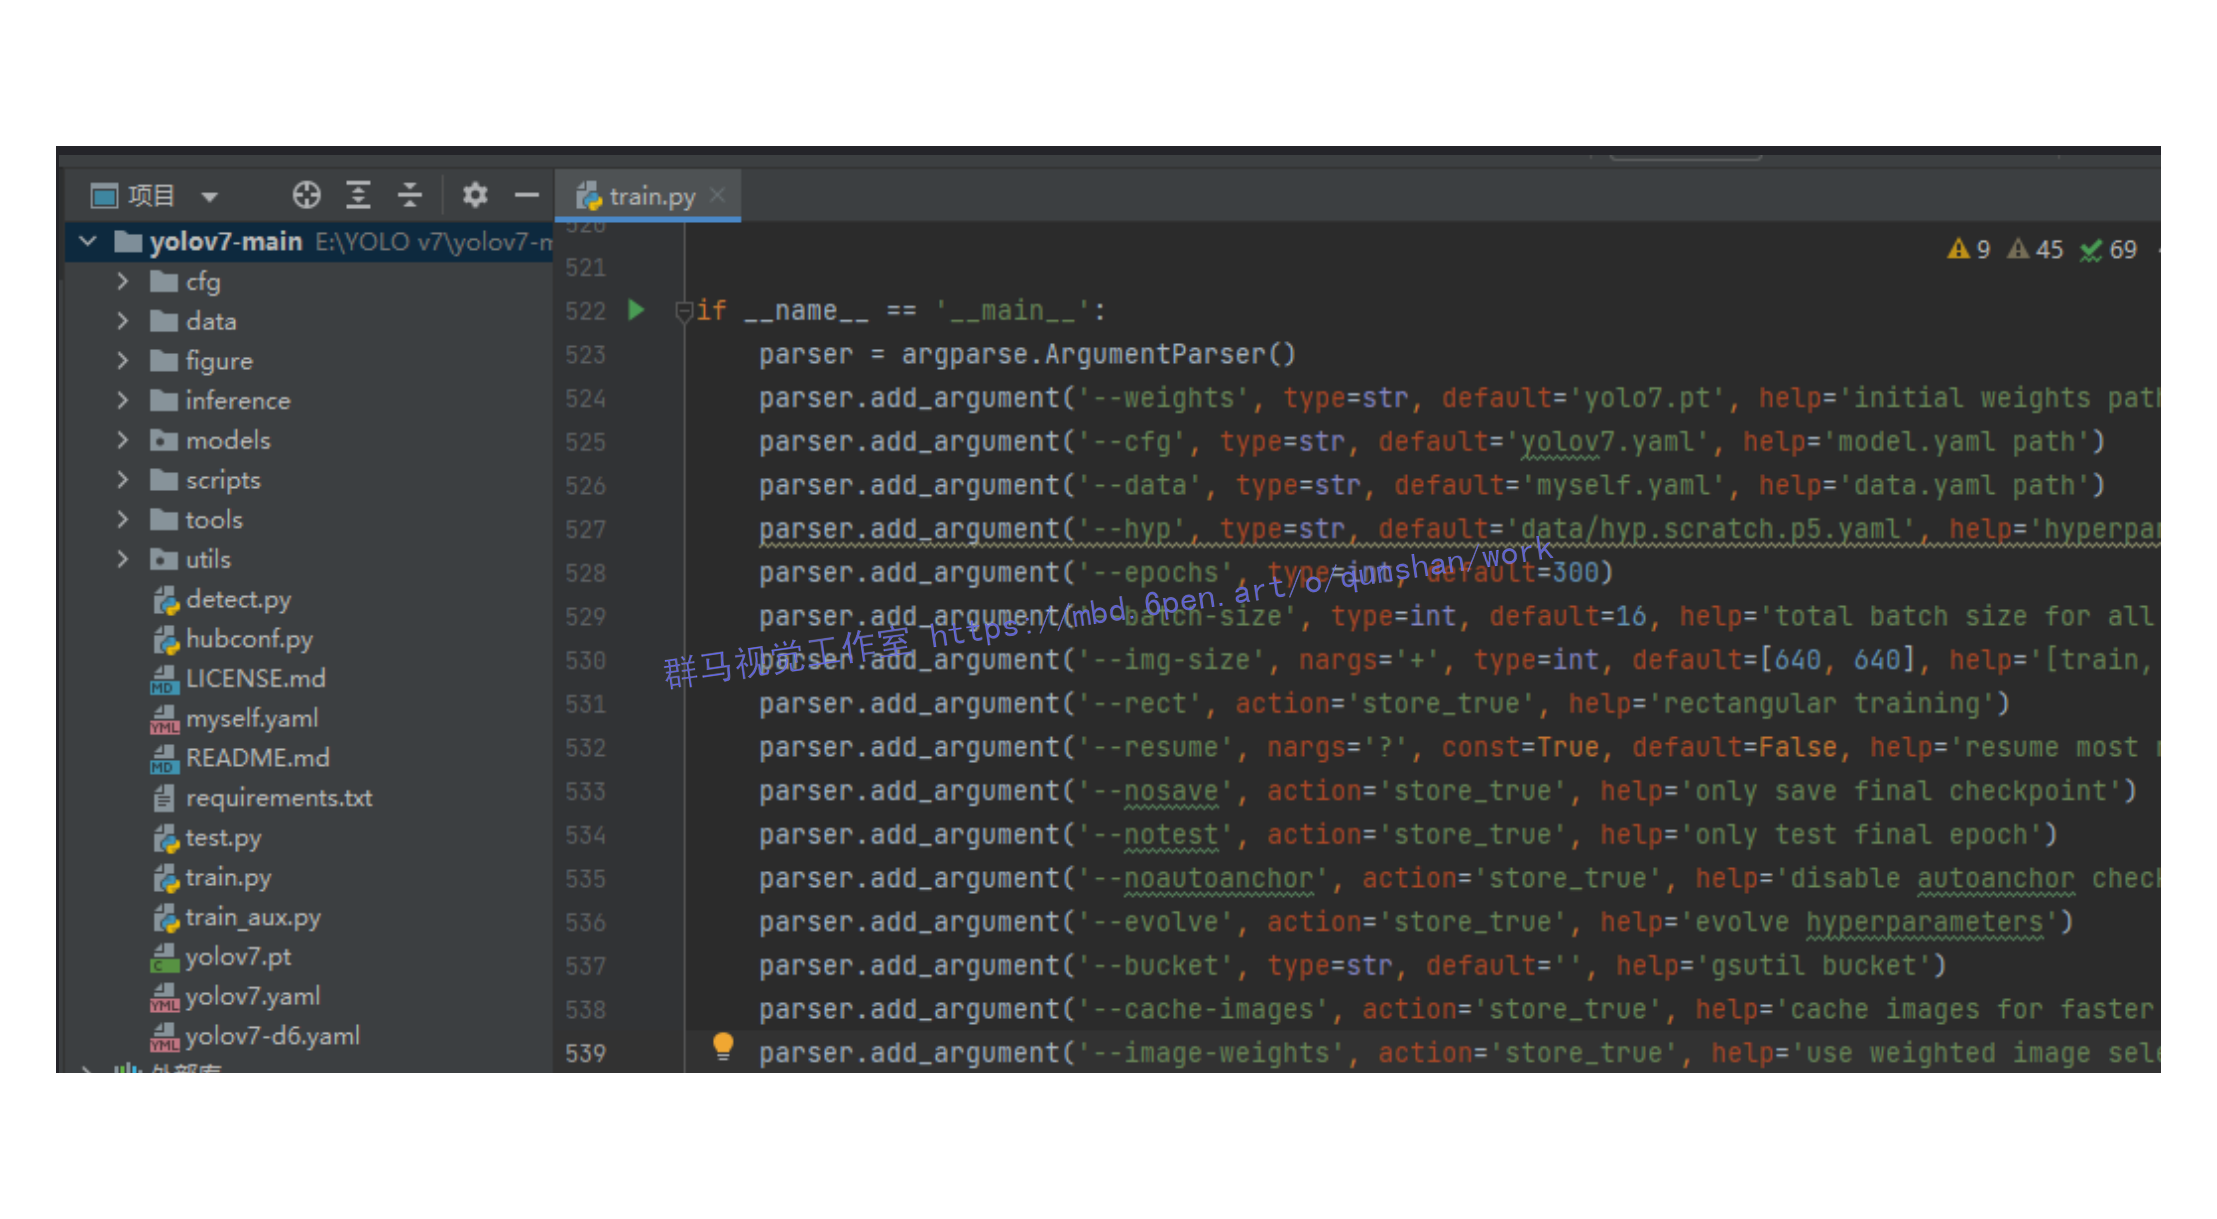 项目
train.py
yolov7-main E:\YOLO v7\yolov7-m
cfg
data
figure
inference
models
scripts
tools
utils
detect.py
hubconf.py
LICENSE.md
myself.yaml
README.md
requirements.txt
test.py
train.py
train_aux.py
yolov7.pt
yolov7.yaml
yolov7-d6.yaml
外部库
9 45 69
520
521
522 if __name__ == '__main__':
523 parser = argparse.ArgumentParser()
524 parser.add_argument('--weights', type=str, default='yolo7.pt', help='initial weights path
525 parser.add_argument('--cfg', type=str, default='yolov7.yaml', help='model.yaml path')
526 parser.add_argument('--data', type=str, default='myself.yaml', help='data.yaml path')
527 parser.add_argument('--hyp', type=str, default='data/hyp.scratch.p5.yaml', help='hyperpar
528 parser.add_argument('--epochs', type=int, default=300)
529 parser.add_argument('--batch-size', type=int, default=16, help='total batch size for all
530 parser.add_argument('--img-size', nargs='+', type=int, default=[640, 640], help='[train,
531 parser.add_argument('--rect', action='store_true', help='rectangular training')
532 parser.add_argument('--resume', nargs='?', const=True, default=False, help='resume most
533 parser.add_argument('--nosave', action='store_true', help='only save final checkpoint')
534 parser.add_argument('--notest', action='store_true', help='only test final epoch')
535 parser.add_argument('--noautoanchor', action='store_true', help='disable autoanchor check
536 parser.add_argument('--evolve', action='store_true', help='evolve hyperparameters')
537 parser.add_argument('--bucket', type=str, default='', help='gsutil bucket')
538 parser.add_argument('--cache-images', action='store_true', help='cache images for faster
539 parser.add_argument('--image-weights', action='store_true', help='use weighted image sele
群马视觉工作室 https://mbd.6pen.art/o/qunshan/work